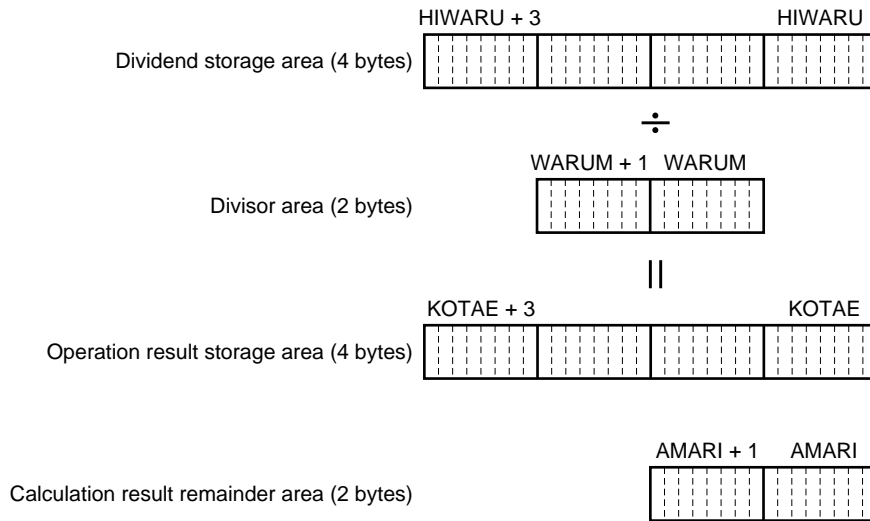 HIWARU + 3 HIWARU
Dividend storage area (4 bytes)
÷
WARUM + 1 WARUM
Divisor area (2 bytes)
=
KOTAE + 3 KOTAE
Operation result storage area (4 bytes)
AMARI + 1 AMARI
Calculation result remainder area (2 bytes)